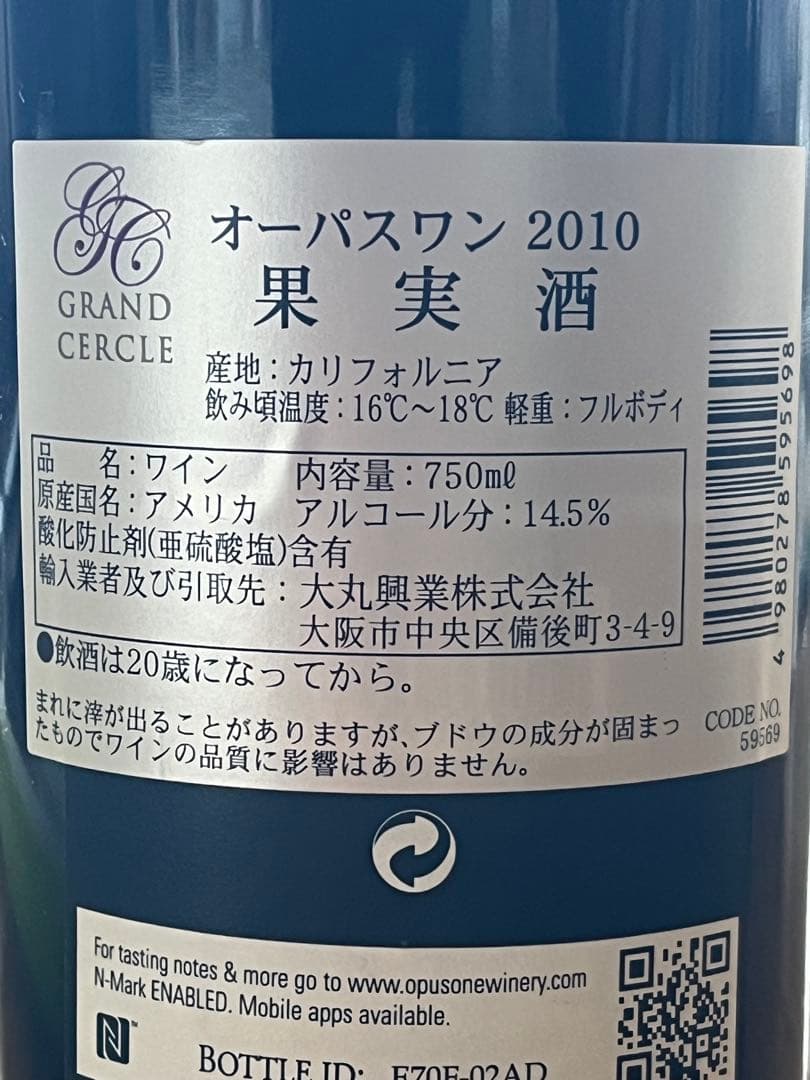 GTC
GRAND
CERCLE
オーパスワン 2010
果実酒
産地：カリフォルニア
飲み頃温度：16℃～18℃ 軽重：フルボディ
品　名：ワイン　内容量：750㎖
原産国名：アメリカ　アルコール分：14.5%
酸化防止剤(亜硫酸塩)含有
輸入業者及び引取先：大丸興業株式会社
大阪市中央区備後町3-4-9
●飲酒は20歳になってから。
まれに滓が出ることがありますが、ブドウの成分が固まっ
たものでワインの品質に影響はありません。
4 980278 595698
CODE NO.
59569
For tasting notes & more go to www.opusonewinery.com
N-Mark ENABLED. Mobile apps available.
N™
BOTTLE ID: F70F-02AD